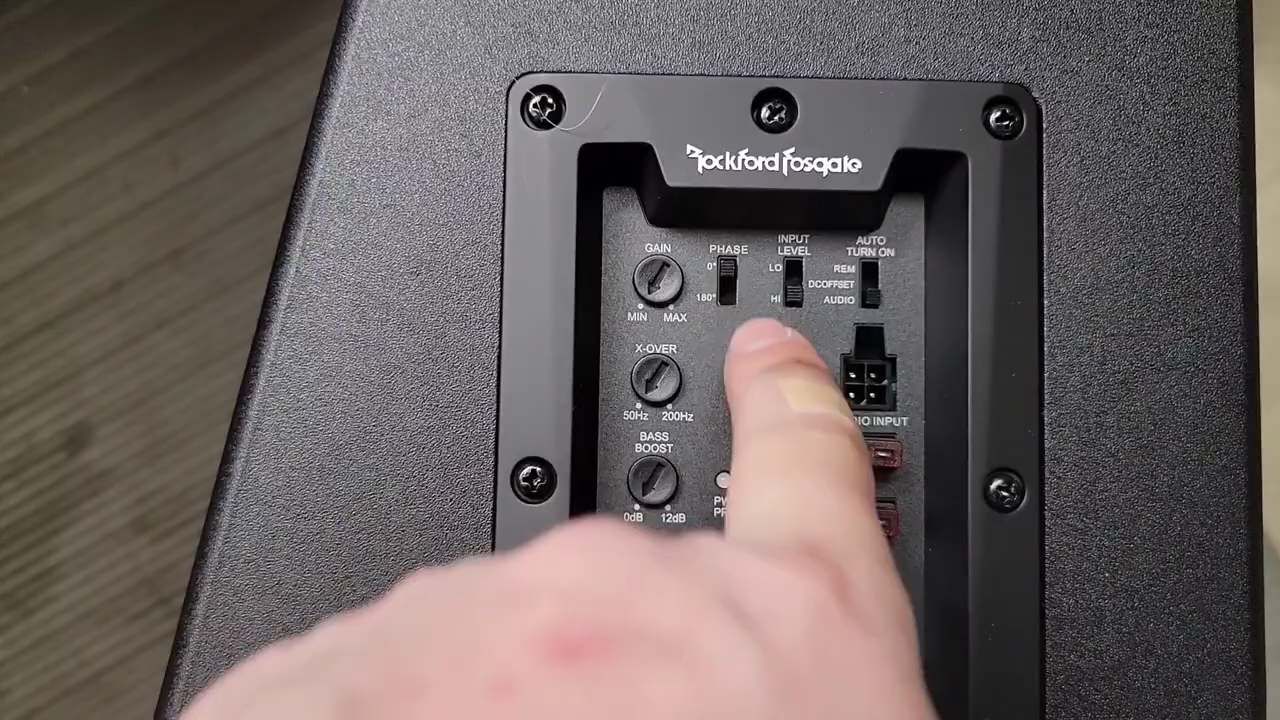 Rockford Fosgate
GAIN
PHASE
INPUT
LEVEL
AUTO
TURN ON
0°
180°
LO
HI
REM
DCOFFSET
AUDIO
MIN MAX
X-OVER
50Hz 200Hz
INPUT
BASS
BOOST
0dB 12dB